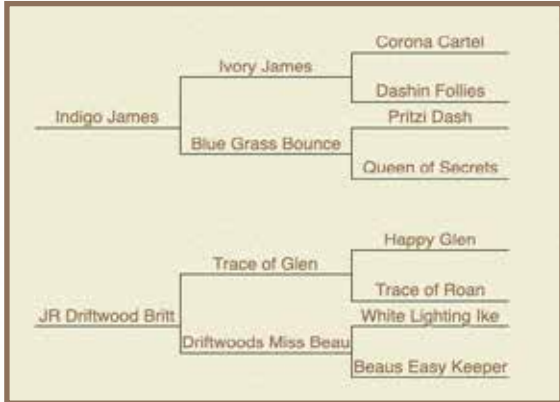 Corona Cartel
Ivory James
Dashin Follies
Indigo James
Pritzi Dash
Blue Grass Bounce
Queen of Secrets
Happy Glen
Trace of Glen
Trace of Roan
JR Driftwood Britt
White Lighting Ike
Driftwoods Miss Beau
Beaus Easy Keeper